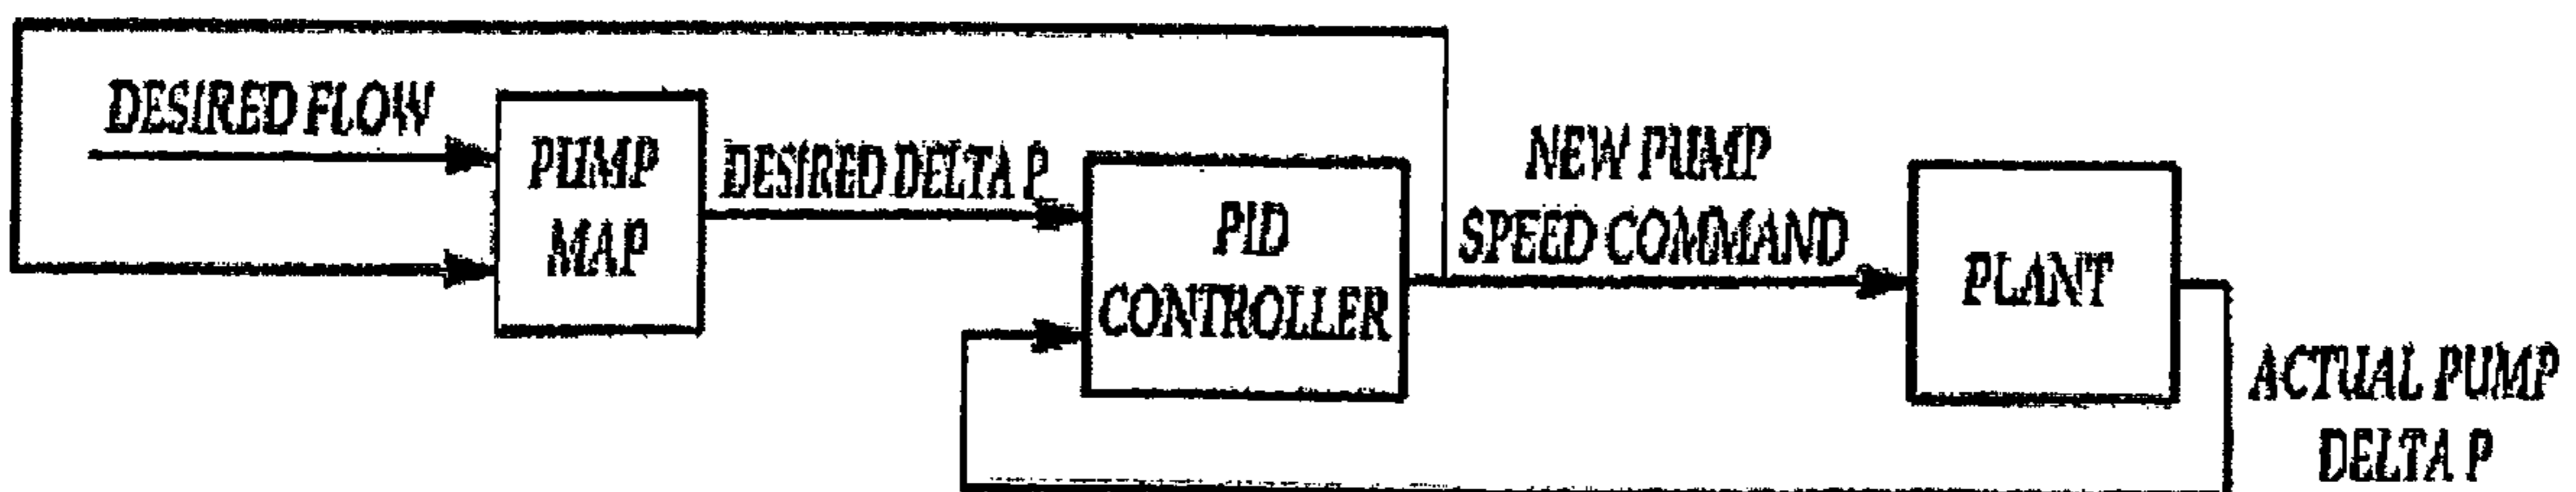 DESIRED FLOW
PUMP
MAP
DESIRED DELTA P
PID
CONTROLLER
NEW PUMP
SPEED COMMAND
PLANT
ACTUAL PUMP
DELTA P